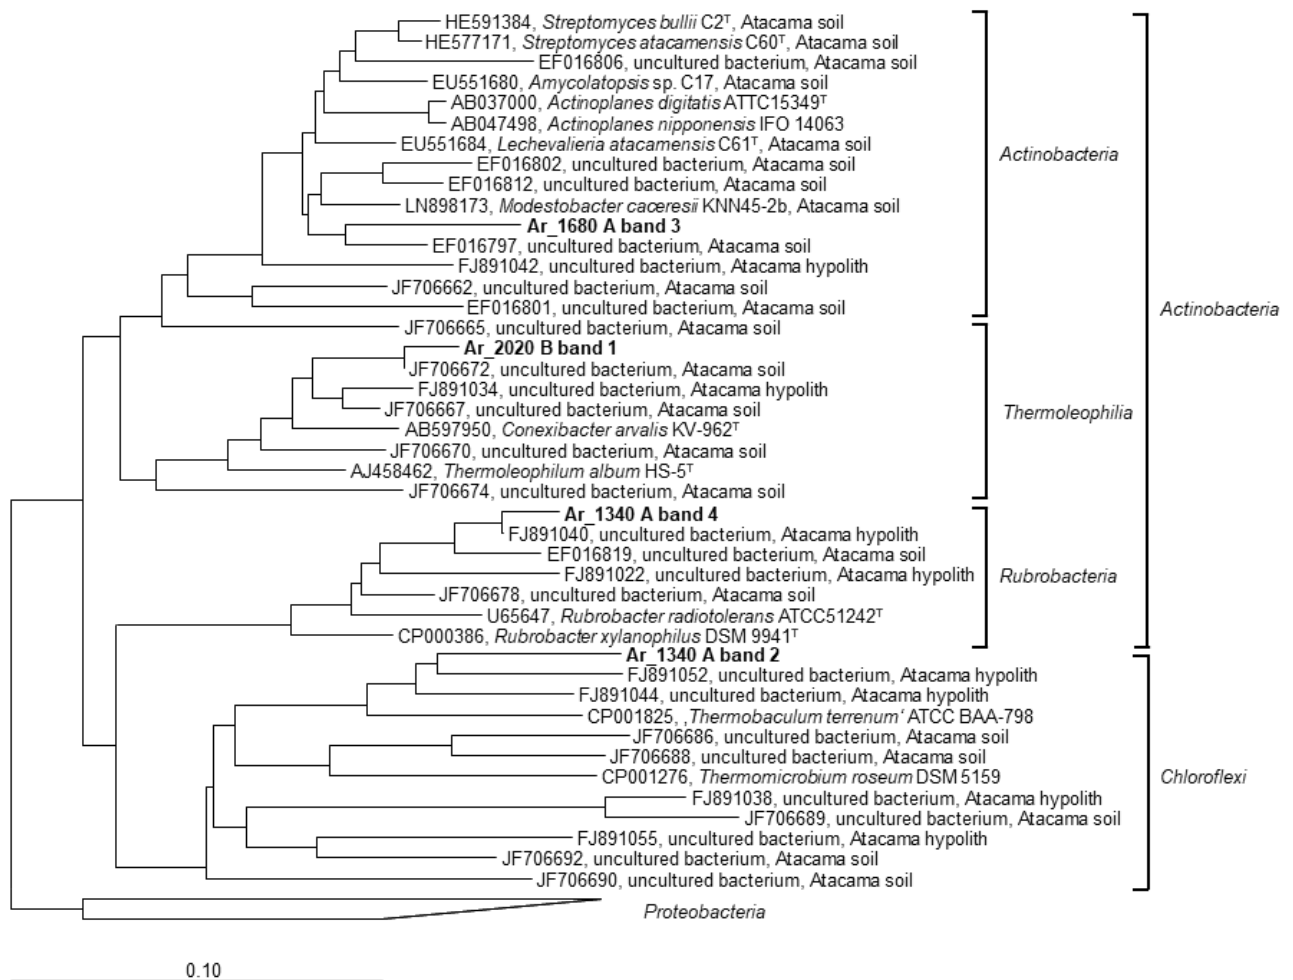 HE591384, Streptomyces bullii C2ᵀ, Atacama soil
HE577171, Streptomyces atacamensis C60ᵀ, Atacama soil
EF016806, uncultured bacterium, Atacama soil
EU551680, Amycolatopsis sp. C17, Atacama soil
AB037000, Actinoplanes digitatis ATTC15349ᵀ
AB047498, Actinoplanes nipponensis IFO 14063
EU551684, Lechevalieria atacamensis C61ᵀ, Atacama soil
Actinobacteria
EF016802, uncultured bacterium, Atacama soil
EF016812, uncultured bacterium, Atacama soil
LN898173, Modestobacter caceresii KNN45-2b, Atacama soil
Ar_1680 A band 3
EF016797, uncultured bacterium, Atacama soil
FJ891042, uncultured bacterium, Atacama hypolith
JF706662, uncultured bacterium, Atacama soil
EF016801, uncultured bacterium, Atacama soil
Actinobacteria
JF706665, uncultured bacterium, Atacama soil
Ar_2020 B band 1
JF706672, uncultured bacterium, Atacama soil
FJ891034, uncultured bacterium, Atacama hypolith
JF706667, uncultured bacterium, Atacama soil
Thermoleophilia
AB597950, Conexibacter arvalis KV-962ᵀ
JF706670, uncultured bacterium, Atacama soil
AJ458462, Thermoleophilum album HS-5ᵀ
JF706674, uncultured bacterium, Atacama soil
Ar_1340 A band 4
FJ891040, uncultured bacterium, Atacama hypolith
EF016819, uncultured bacterium, Atacama soil
FJ891022, uncultured bacterium, Atacama hypolith
Rubrobacteria
JF706678, uncultured bacterium, Atacama soil
U65647, Rubrobacter radiotolerans ATCC51242ᵀ
CP000386, Rubrobacter xylanophilus DSM 9941ᵀ
Ar_1340 A band 2
FJ891052, uncultured bacterium, Atacama hypolith
FJ891044, uncultured bacterium, Atacama hypolith
CP001825, ‚Thermobaculum terrenum‘ ATCC BAA-798
JF706686, uncultured bacterium, Atacama soil
JF706688, uncultured bacterium, Atacama soil
CP001276, Thermomicrobium roseum DSM 5159
Chloroflexi
FJ891038, uncultured bacterium, Atacama hypolith
JF706689, uncultured bacterium, Atacama soil
FJ891055, uncultured bacterium, Atacama hypolith
JF706692, uncultured bacterium, Atacama soil
JF706690, uncultured bacterium, Atacama soil
Proteobacteria
0.10